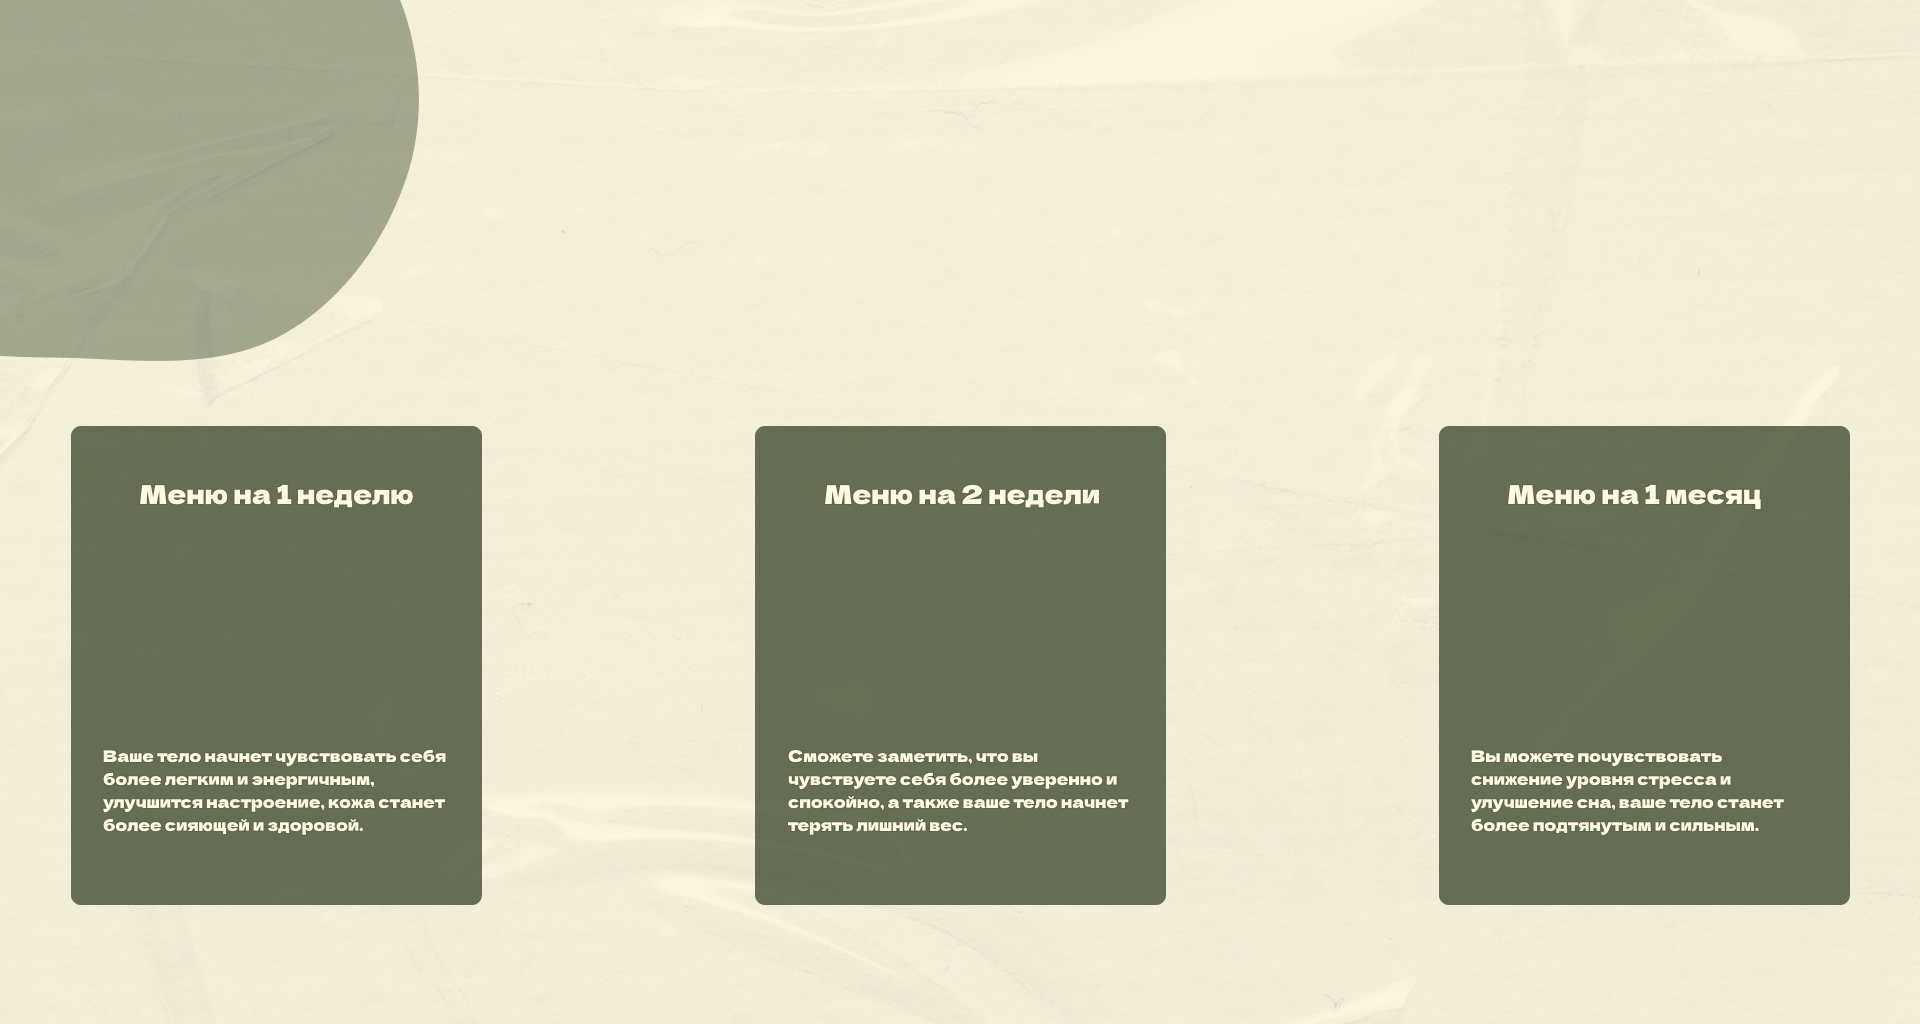 Меню на 1 неделю
Ваше тело начнет чувствовать себя
более легким и энергичным,
улучшится настроение, кожа станет
более сияющей и здоровой.
Меню на 2 недели
Сможете заметить, что вы
чувствуете себя более уверенно и
спокойно, а также ваше тело начнет
терять лишний вес.
Меню на 1 месяц
Вы можете почувствовать
снижение уровня стресса и
улучшение сна, ваше тело станет
более подтянутым и сильным.